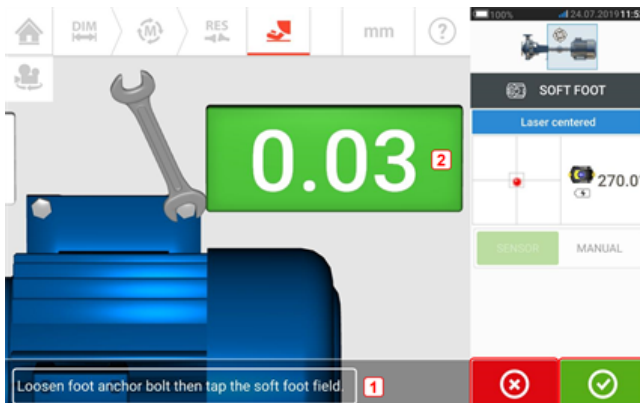 DIM
M
RES
mm
?
100% 24.07.2019 11:5
SOFT FOOT
Laser centered
0.03
2
270.0
SENSOR MANUAL
Loosen foot anchor bolt then tap the soft foot field.
1